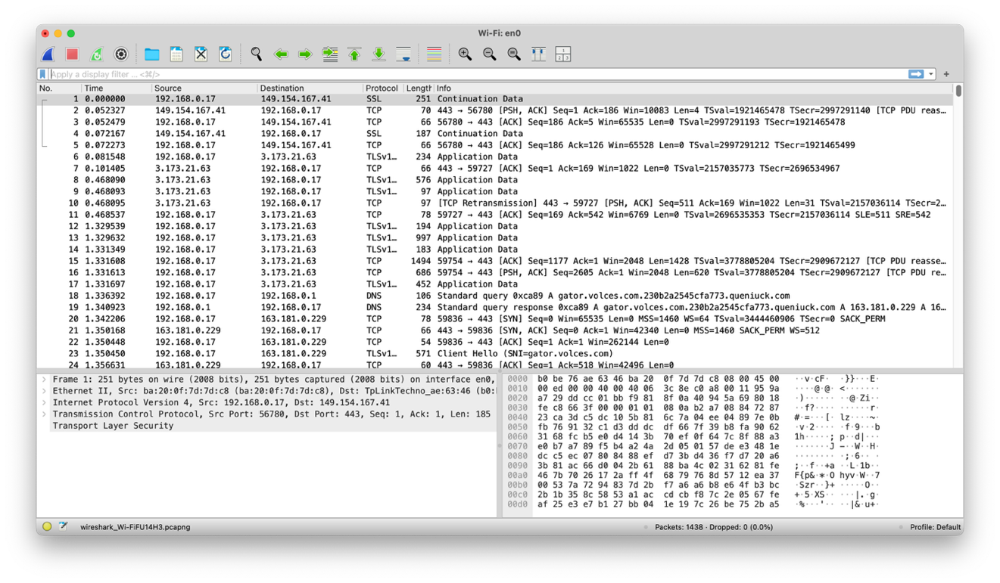 Wi-Fi: en0
Apply a display filter ... <⌘/>
No. Time Source Destination Protocol Length Info
1 0.000000 192.168.0.17 149.154.167.41 SSL 251 Continuation Data
2 0.052327 149.154.167.41 192.168.0.17 TCP 70 443 → 56780 [PSH, ACK] Seq=1 Ack=186 Win=10083 Len=4 TSval=1921465478 TSecr=2997291140 [TCP PDU reas…
3 0.052479 192.168.0.17 149.154.167.41 TCP 66 56780 → 443 [ACK] Seq=186 Ack=5 Win=65535 Len=0 TSval=2997291193 TSecr=1921465478
4 0.072167 149.154.167.41 192.168.0.17 SSL 187 Continuation Data
5 0.072273 192.168.0.17 149.154.167.41 TCP 66 56780 → 443 [ACK] Seq=186 Ack=126 Win=65528 Len=0 TSval=2997291212 TSecr=1921465499
6 0.081548 192.168.0.17 3.173.21.63 TLSv1… 234 Application Data
7 0.101405 3.173.21.63 192.168.0.17 TCP 66 443 → 59727 [ACK] Seq=1 Ack=169 Win=1022 Len=0 TSval=2157035773 TSecr=2696534967
8 0.468090 3.173.21.63 192.168.0.17 TLSv1… 576 Application Data
9 0.468093 3.173.21.63 192.168.0.17 TLSv1… 97 Application Data
10 0.468095 3.173.21.63 192.168.0.17 TCP 97 [TCP Retransmission] 443 → 59727 [PSH, ACK] Seq=511 Ack=169 Win=1022 Len=31 TSval=2157036114 TSecr=2…
11 0.468537 192.168.0.17 3.173.21.63 TCP 78 59727 → 443 [ACK] Seq=169 Ack=542 Win=6769 Len=0 TSval=2696535353 TSecr=2157036114 SLE=511 SRE=542
12 1.329539 192.168.0.17 3.173.21.63 TLSv1… 194 Application Data
13 1.329632 192.168.0.17 3.173.21.63 TLSv1… 997 Application Data
14 1.331349 192.168.0.17 3.173.21.63 TLSv1… 183 Application Data
15 1.331608 192.168.0.17 3.173.21.63 TCP 1494 59754 → 443 [ACK] Seq=1177 Ack=1 Win=2048 Len=1428 TSval=3778805204 TSecr=2909672127 [TCP PDU reasse…
16 1.331613 192.168.0.17 3.173.21.63 TCP 686 59754 → 443 [PSH, ACK] Seq=2605 Ack=1 Win=2048 Len=620 TSval=3778805204 TSecr=2909672127 [TCP PDU re…
17 1.331697 192.168.0.17 3.173.21.63 TLSv1… 452 Application Data
18 1.336392 192.168.0.17 192.168.0.1 DNS 106 Standard query 0xca89 A gator.volces.com.230b2a2545cfa773.queniuck.com
19 1.340923 192.168.0.1 192.168.0.17 DNS 234 Standard query response 0xca89 A gator.volces.com.230b2a2545cfa773.queniuck.com A 163.181.0.229 A 16…
20 1.342206 192.168.0.17 163.181.0.229 TCP 78 59836 → 443 [SYN] Seq=0 Win=65535 Len=0 MSS=1460 WS=64 TSval=3444460906 TSecr=0 SACK_PERM
21 1.350168 163.181.0.229 192.168.0.17 TCP 66 443 → 59836 [SYN, ACK] Seq=0 Ack=1 Win=42340 Len=0 MSS=1460 SACK_PERM WS=512
22 1.350448 192.168.0.17 163.181.0.229 TCP 54 59836 → 443 [ACK] Seq=1 Ack=1 Win=262144 Len=0
23 1.350450 192.168.0.17 163.181.0.229 TLSv1… 571 Client Hello (SNI=gator.volces.com)
24 1.356631 163.181.0.229 192.168.0.17 TCP 60 443 → 59836 [ACK] Seq=1 Ack=518 Win=42496 Len=0
Frame 1: 251 bytes on wire (2008 bits), 251 bytes captured (2008 bits) on interface en0,
Ethernet II, Src: ba:20:0f:7d:7d:c8 (ba:20:0f:7d:7d:c8), Dst: TpLinkTechno_ae:63:46 (b0:
Internet Protocol Version 4, Src: 192.168.0.17, Dst: 149.154.167.41
Transmission Control Protocol, Src Port: 56780, Dst Port: 443, Seq: 1, Ack: 1, Len: 185
Transport Layer Security
0000 b0 be 76 ae 63 46 ba 20 0f 7d 7d c8 08 00 45 00
0010 00 ed 00 00 40 00 40 06 3c 8e c0 a8 00 11 95 9a
0020 a7 29 dd cc 01 bb f9 81 8f 0a 40 94 5a 69 80 18
0030 fe c8 66 3f 00 00 01 01 08 0a b2 a7 08 84 72 87
0040 23 ca 3d c5 dc 10 5b 81 6c 7a 04 ee 04 89 7e 0b
0050 fb 76 91 32 c1 d3 dd dc df 66 7f 39 b8 fa 90 62
0060 31 68 fc b5 e0 d4 14 3b 70 ef 0f 64 7c 8f 88 a3
0070 e0 b7 a7 89 f5 b4 a2 4a 2d 05 01 57 de e3 48 1e
0080 dc c5 ec 07 80 84 88 ef d7 3b d4 36 f7 d7 20 a6
0090 3b 81 ac 66 d0 04 2b 61 88 ba 4c 02 31 62 81 fe
00a0 46 7b 70 26 17 2a ff 4f 68 79 76 8d 57 12 ea 37
00b0 00 53 7a 72 94 83 7d 2b f7 a6 a6 b8 e6 4f b3 bc
00c0 2b 1b 35 8c 58 53 a1 ac cd cb f8 7c 2e 05 67 fe
00d0 af 25 e3 e7 b1 27 bb 04 1e 19 7c 26 be 75 2b a5
wireshark_Wi-FiFU14H3.pcapng
Packets: 1438 · Dropped: 0 (0.0%)
Profile: Default